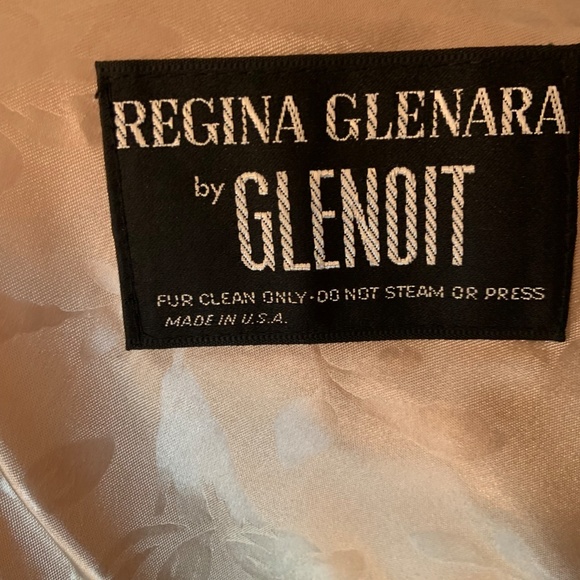 REGINA GLENARA
by GLENOIT
FUR CLEAN ONLY·DO NOT STEAM OR PRESS
MADE IN U.S.A.